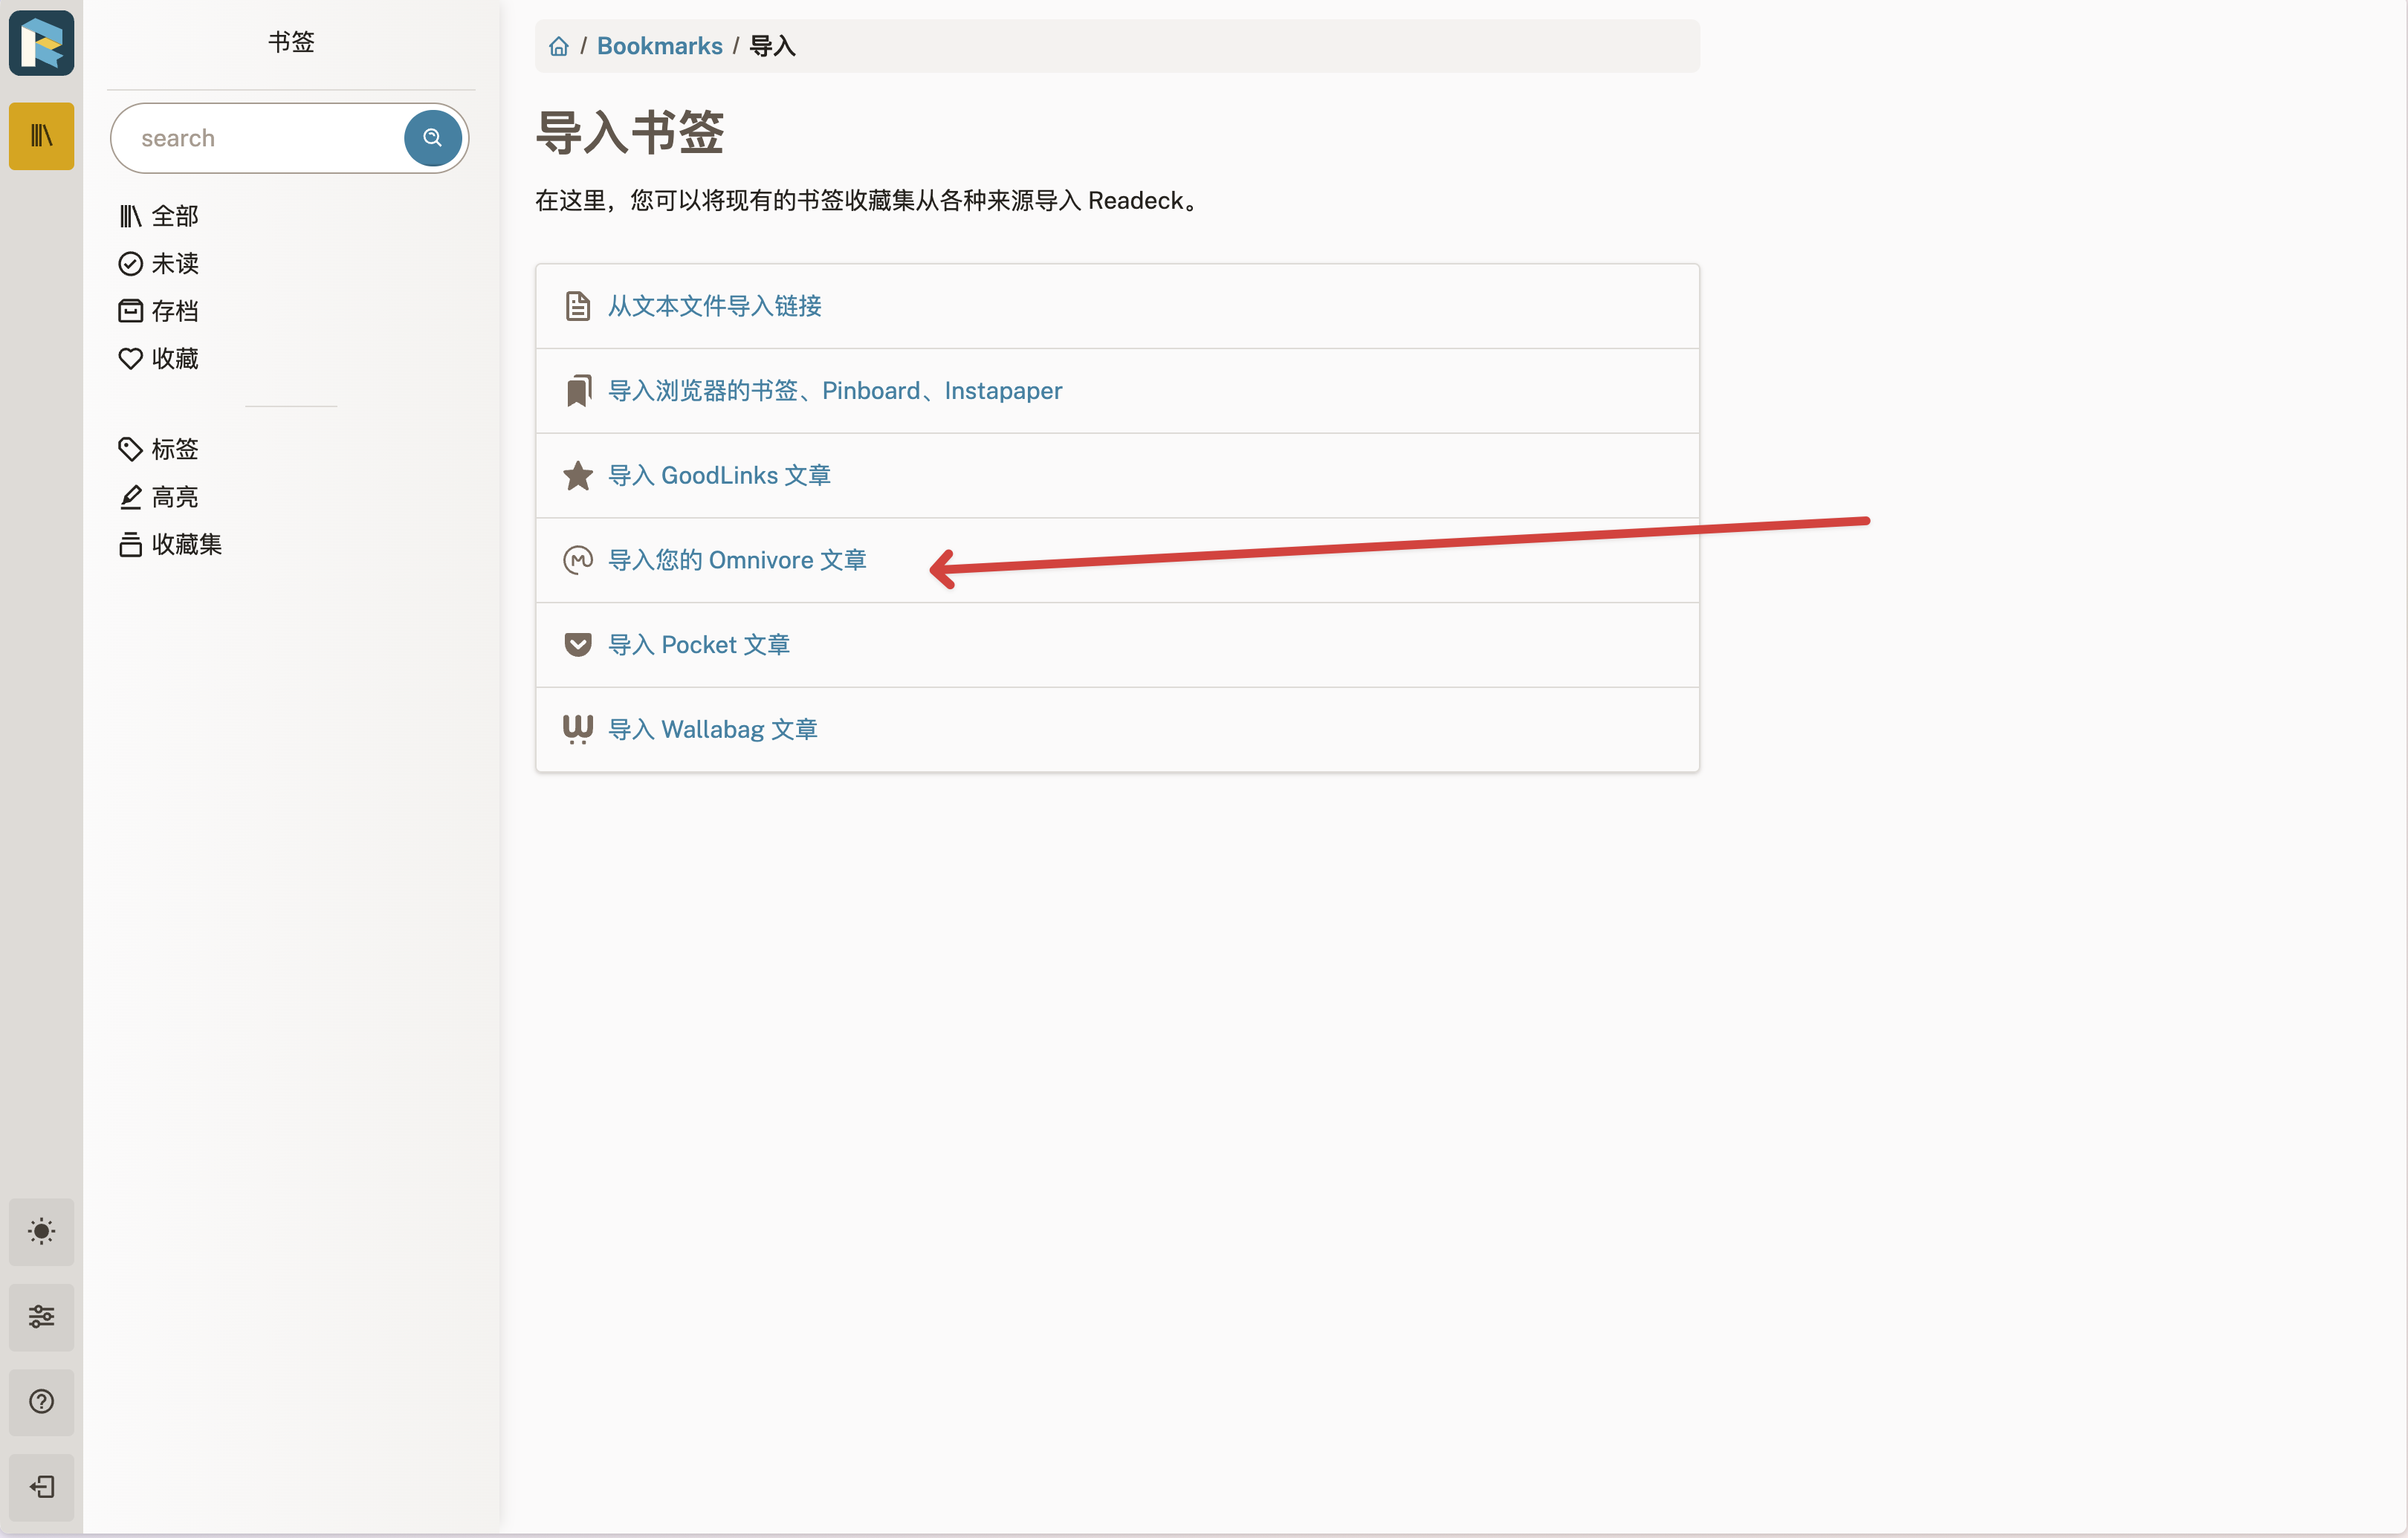 书签
search
全部
未读
存档
收藏
标签
高亮
收藏集
/ Bookmarks / 导入
导入书签
在这里，您可以将现有的书签收藏集从各种来源导入 Readeck。
从文本文件导入链接
导入浏览器的书签、Pinboard、Instapaper
导入 GoodLinks 文章
导入您的 Omnivore 文章
导入 Pocket 文章
导入 Wallabag 文章